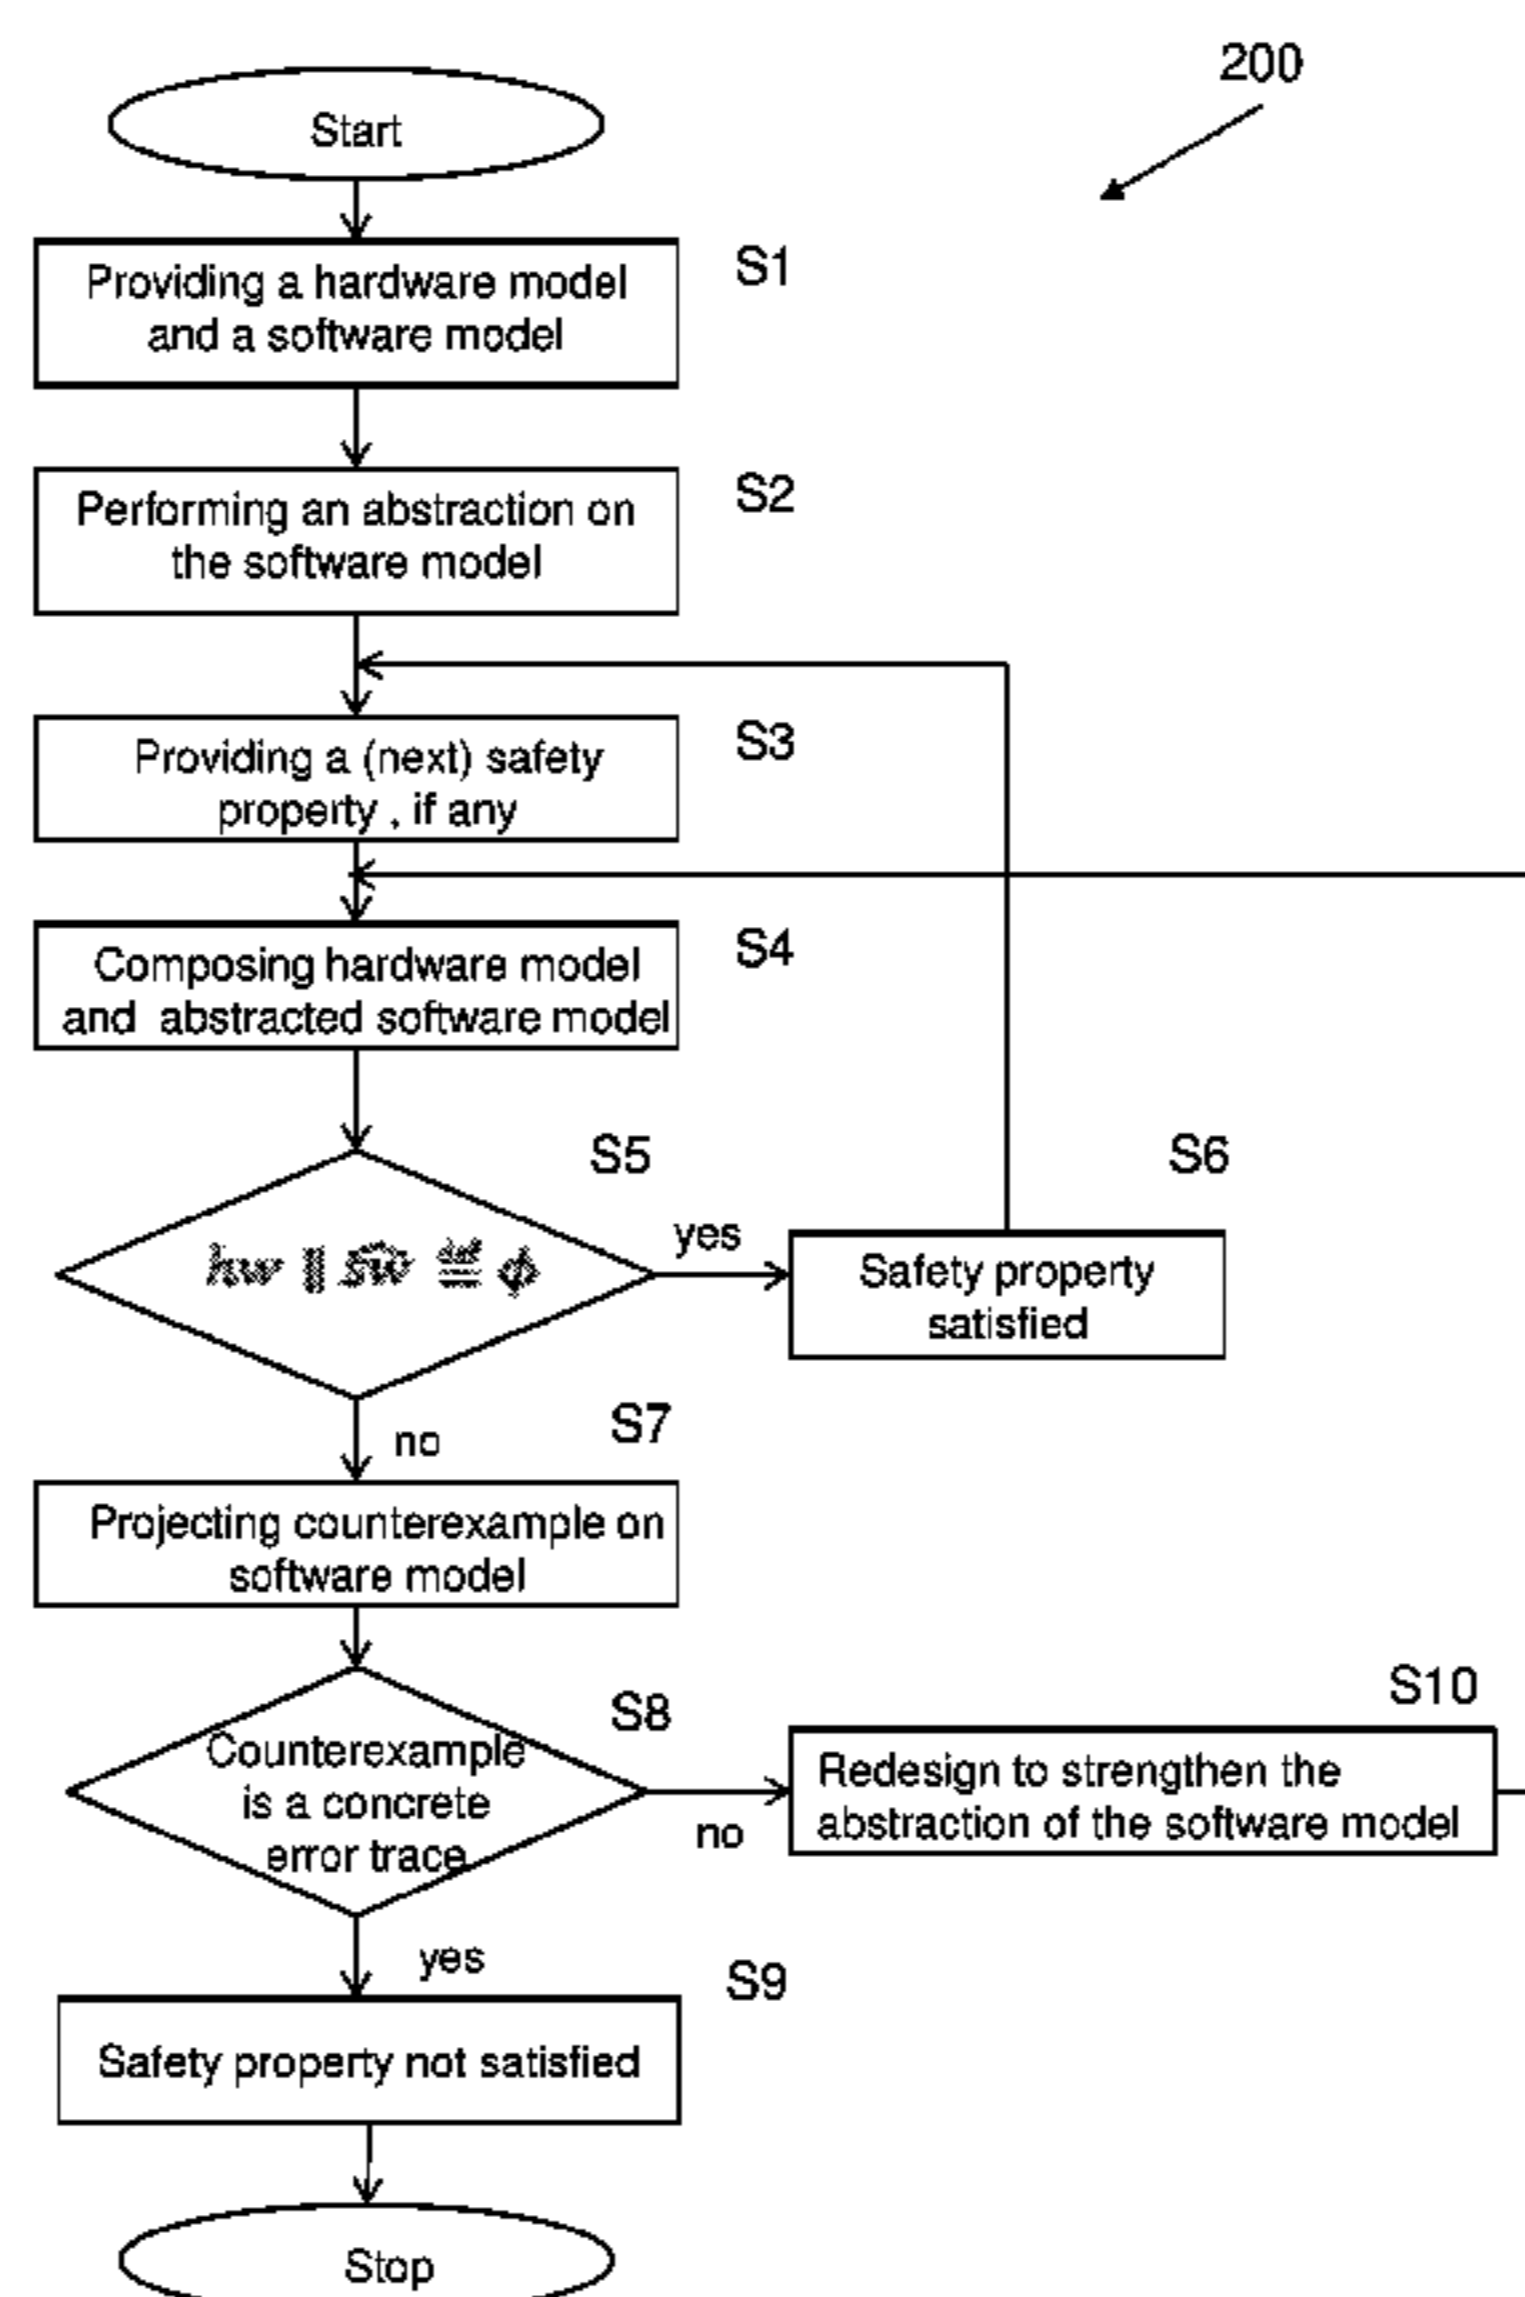 200
Start
Providing a hardware model
and a software model
S1
Performing an abstraction on
the software model
S2
Providing a (next) safety
property , if any
S3
Composing hardware model
and abstracted software model
S4
S5
hw || ŝw
ϕ
yes
S6
Safety property
satisfied
no
S7
Projecting counterexample on
software model
S8
Counterexample
is a concrete
error trace
no
S10
Redesign to strengthen the
abstraction of the software model
yes
S9
Safety property not satisfied
Stop